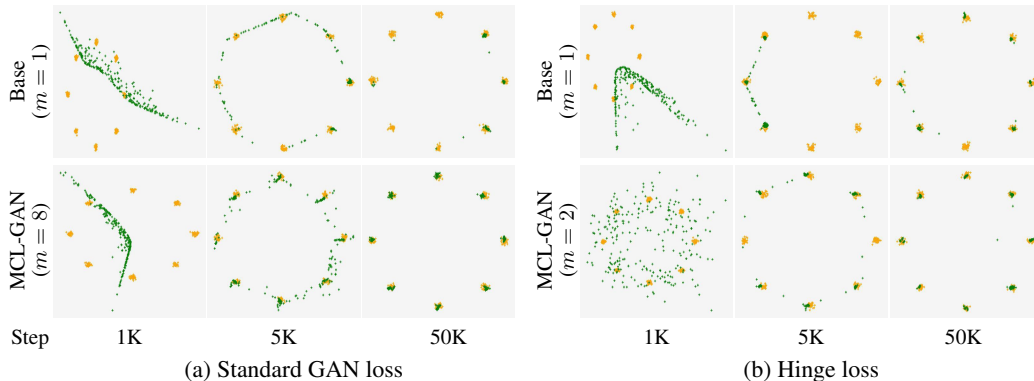 Base
(m = 1)
MCL-GAN
(m = 8)
Step
1K
5K
50K
(a) Standard GAN loss
Base
(m = 1)
MCL-GAN
(m = 2)
1K
5K
50K
(b) Hinge loss